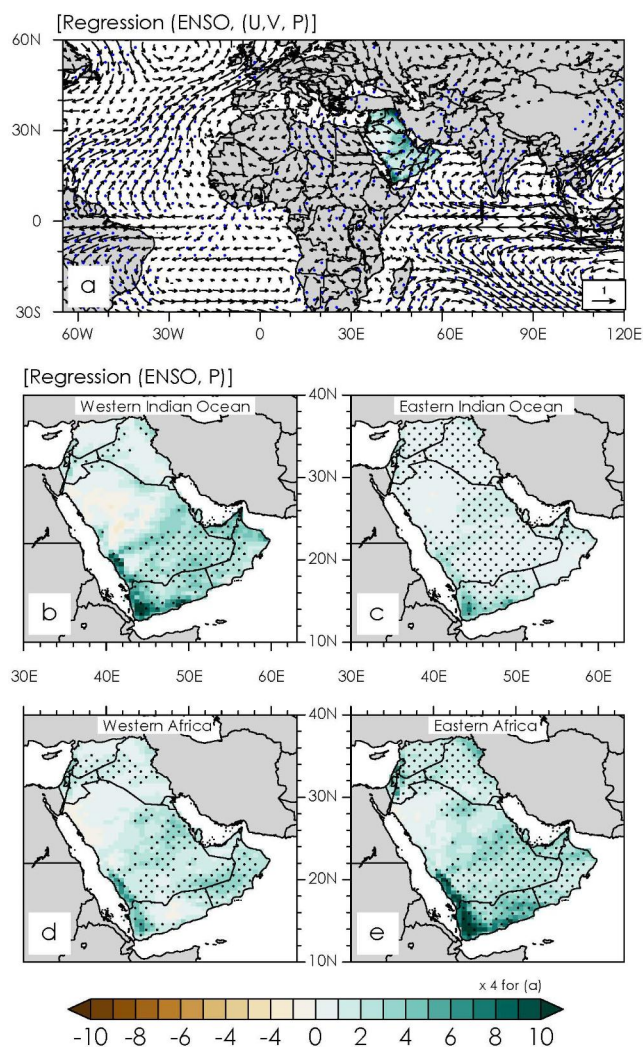 [Regression (ENSO, (U,V, P)]
60N
30N
0
30S
a
1
60W 30W 0 30E 60E 90E 120E
[Regression (ENSO, P)]
Western Indian Ocean
Eastern Indian Ocean
40N
30N
20N
10N
b
c
30E 40E 50E 60E 30E 40E 50E 60E
Western Africa
Eastern Africa
40N
30N
20N
10N
d
e
x 4 for (a)
-10 -8 -6 -4 -2 0 2 4 6 8 10